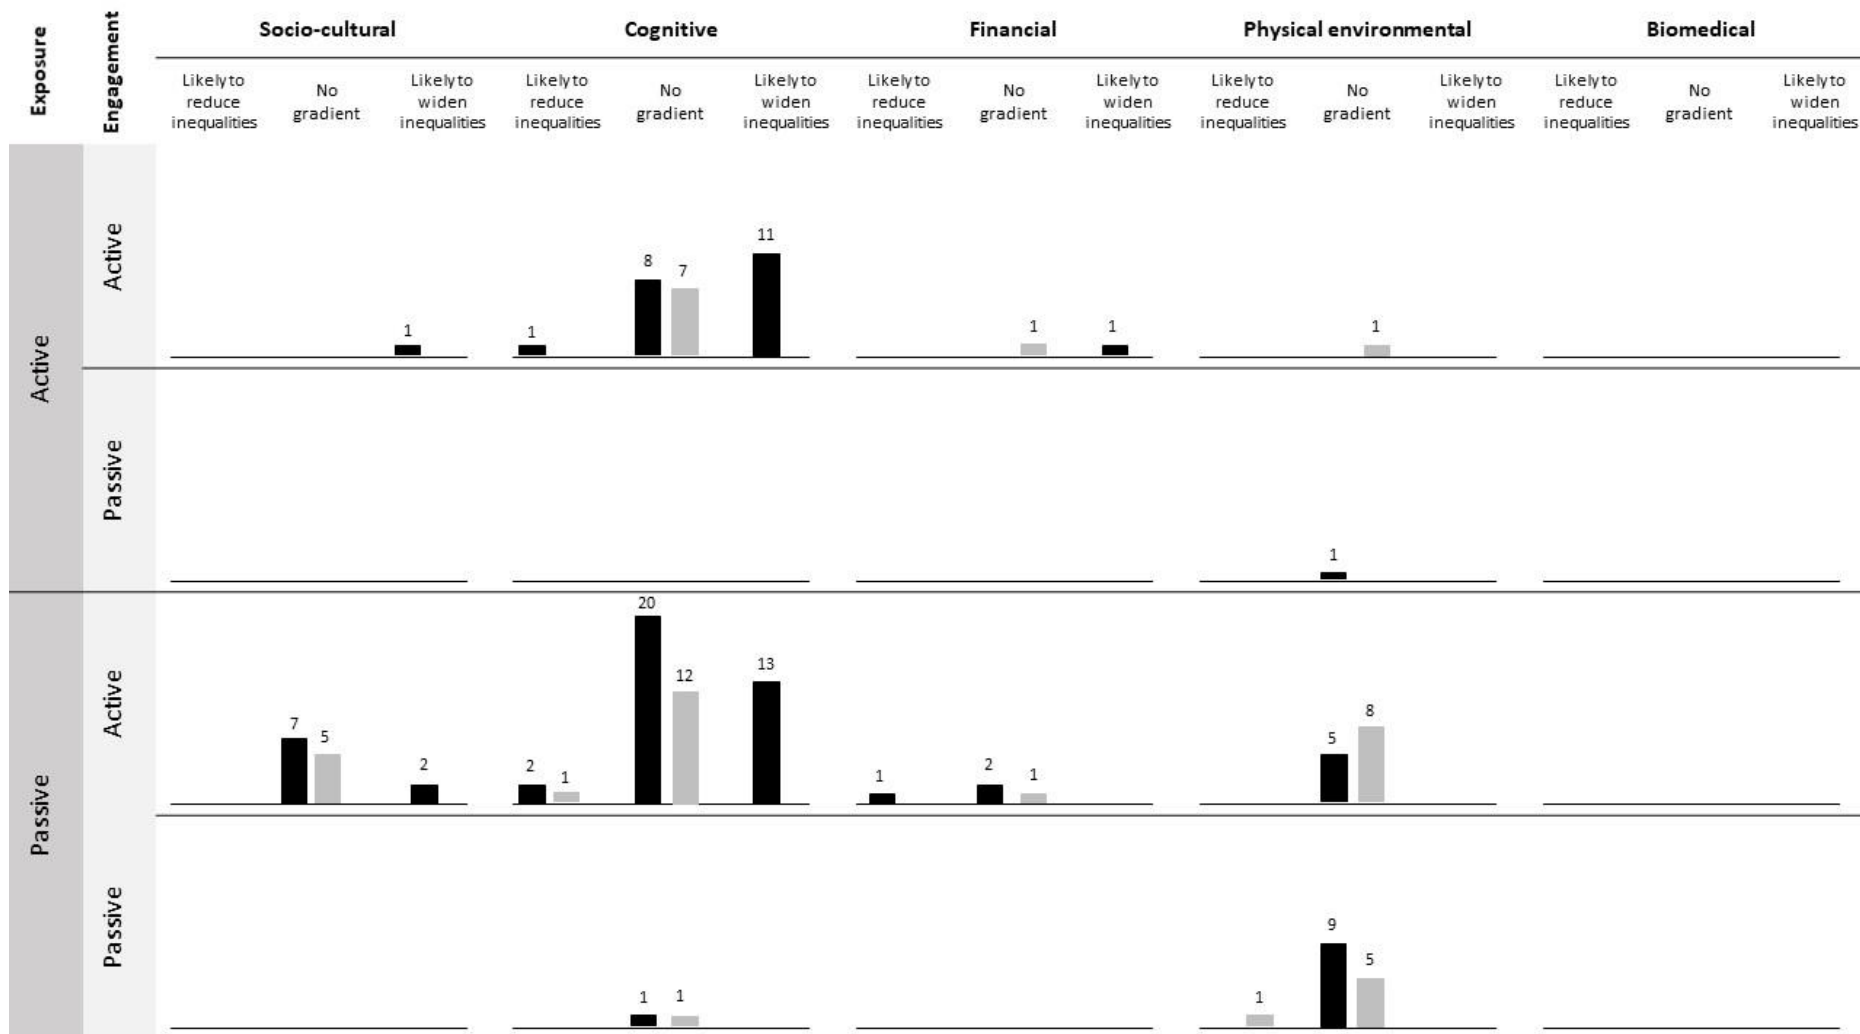 Exposure
Engagement
Socio-cultural Cognitive Financial Physical environmental Biomedical
Likely to reduce inequalities No gradient Likely to widen inequalities Likely to reduce inequalities No gradient Likely to widen inequalities Likely to reduce inequalities No gradient Likely to widen inequalities Likely to reduce inequalities No gradient Likely to widen inequalities Likely to reduce inequalities No gradient Likely to widen inequalities
Active
Active
1 1 8 7 11 1 1 1
Passive
1
Passive
Active
7 5 2 2 1 20 12 13 1 2 1 5 8
Passive
1 1 1 9 5